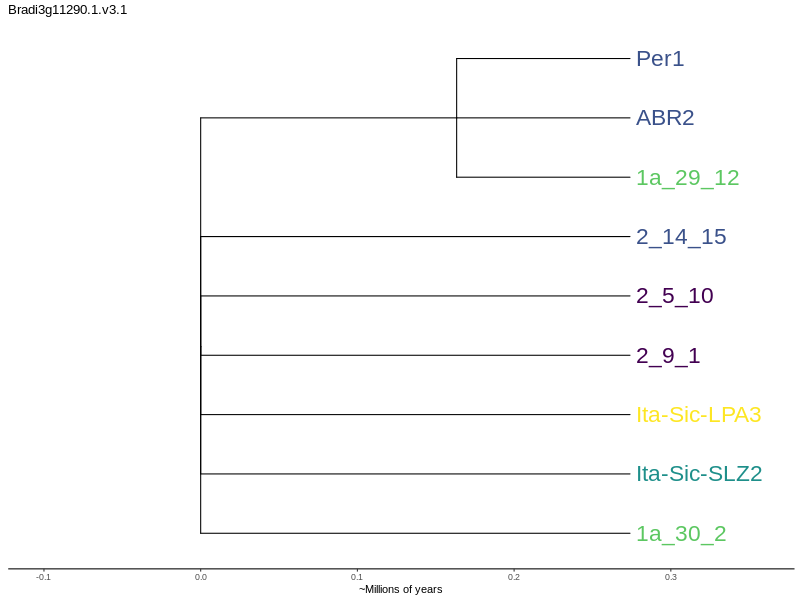 Bradi3g11290.1.v3.1
Per1
ABR2
1a_29_12
2_14_15
2_5_10
2_9_1
Ita-Sic-LPA3
Ita-Sic-SLZ2
1a_30_2
-0.1 0.0 0.1 0.2 0.3
~Millions of years